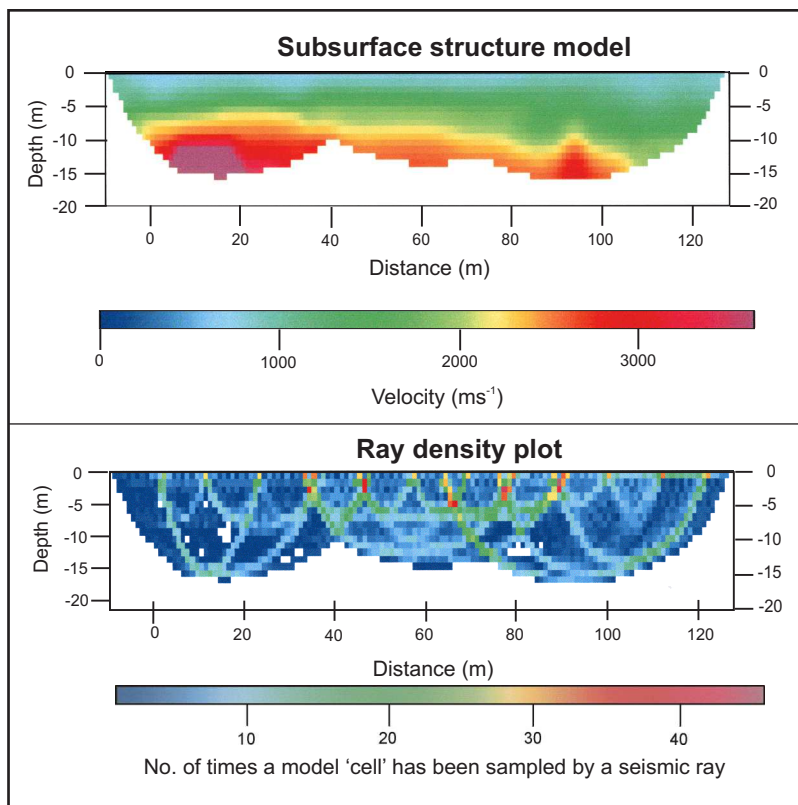 Subsurface structure model
0
-5
-10
-15
-20
Depth (m)
0
-5
-10
-15
-20
0 20 40 60 80 100 120
Distance (m)
0 1000 2000 3000
Velocity (ms⁻¹)
Ray density plot
0
-5
-10
-15
-20
Depth (m)
0
-5
-10
-15
-20
0 20 40 60 80 100 120
Distance (m)
10 20 30 40
No. of times a model ‘cell’ has been sampled by a seismic ray